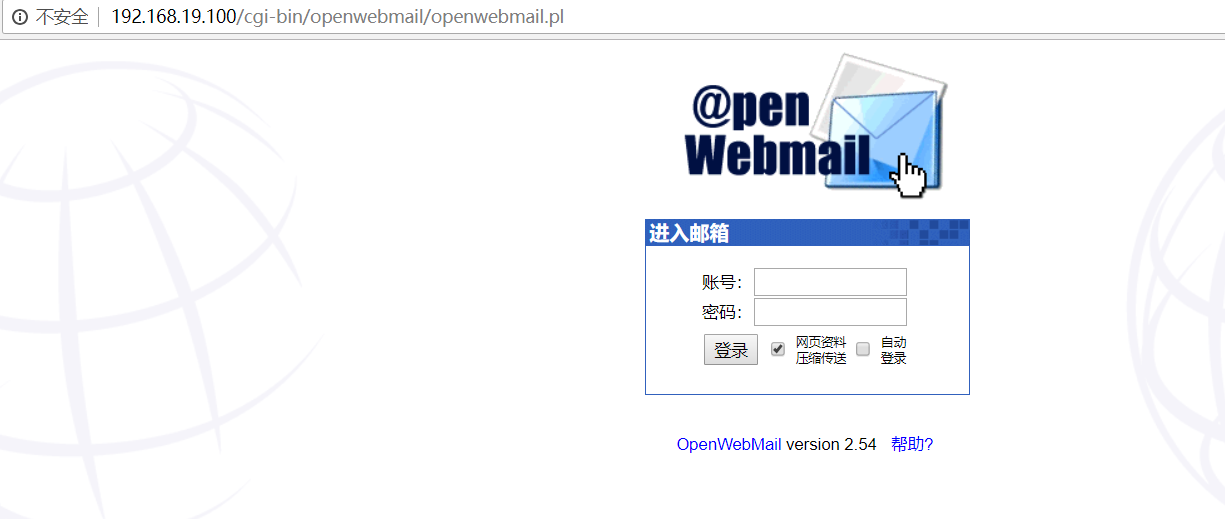 不安全 192.168.19.100/cgi-bin/openwebmail/openwebmail.pl
@pen
Webmail
进入邮箱
账号：
密码：
登录 网页资料 压缩传送 自动 登录
OpenWebMail version 2.54 帮助?